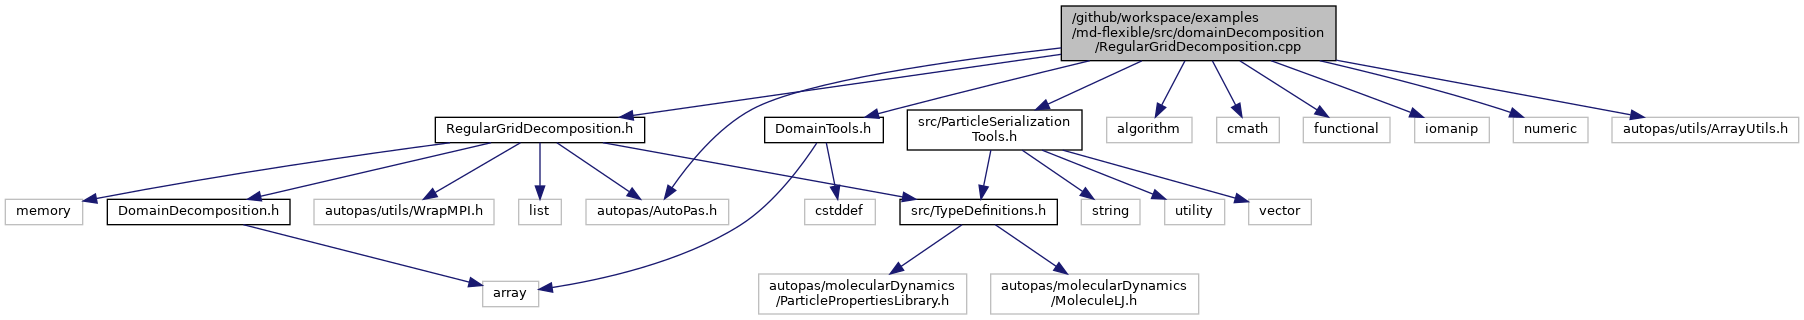 /github/workspace/examples
/md-flexible/src/domainDecomposition
/RegularGridDecomposition.cpp
RegularGridDecomposition.h
DomainTools.h
src/ParticleSerialization
Tools.h
algorithm
cmath
functional
iomanip
numeric
autopas/utils/ArrayUtils.h
memory
DomainDecomposition.h
autopas/utils/WrapMPI.h
list
autopas/AutoPas.h
cstddef
src/TypeDefinitions.h
string
utility
vector
array
autopas/molecularDynamics
/ParticlePropertiesLibrary.h
autopas/molecularDynamics
/MoleculeLJ.h